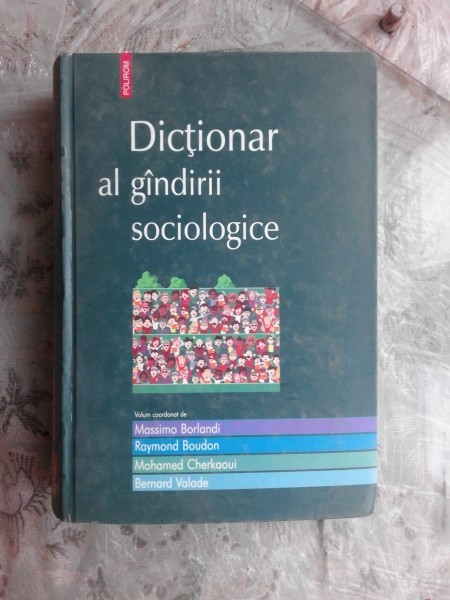 POLIROM
Dicţionar
al gîndirii
sociologice
Volum coordonat de
Massimo Borlandi
Raymond Boudon
Mohamed Cherkaoui
Bernard Valade